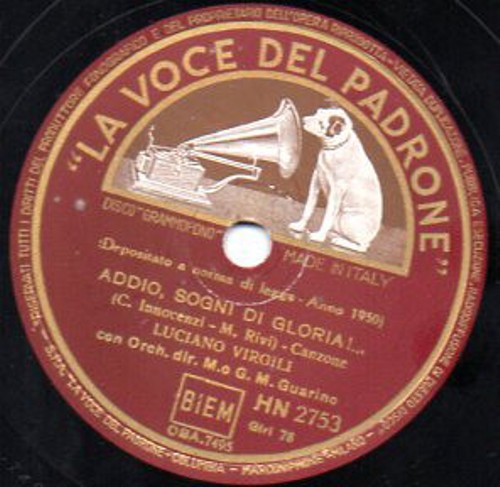 RISERVATI TUTTI I DIRITTI DEL PRODUTTORE FONOGRAFICO E DEL PROPRIETARIO DELL'OPERA
"LA VOCE DEL PADRONE"
DISCO "GRAMMOFONO"
MADE IN ITALY
(Depositato a norma di legge - Anno 1950)
ADDIO, SOGNI DI GLORIA!..
(C. Innocenzi - M. Rivi) - Canzone
LUCIANO VIRGILI
con Orch. dir. M.o G. M. Guarino
BIEM
HN 2753
Giri 78
OBA.7495
S.p.A. "LA VOCE DEL PADRONE - COLUMBIA - MARCONIPHONE" - MILANO